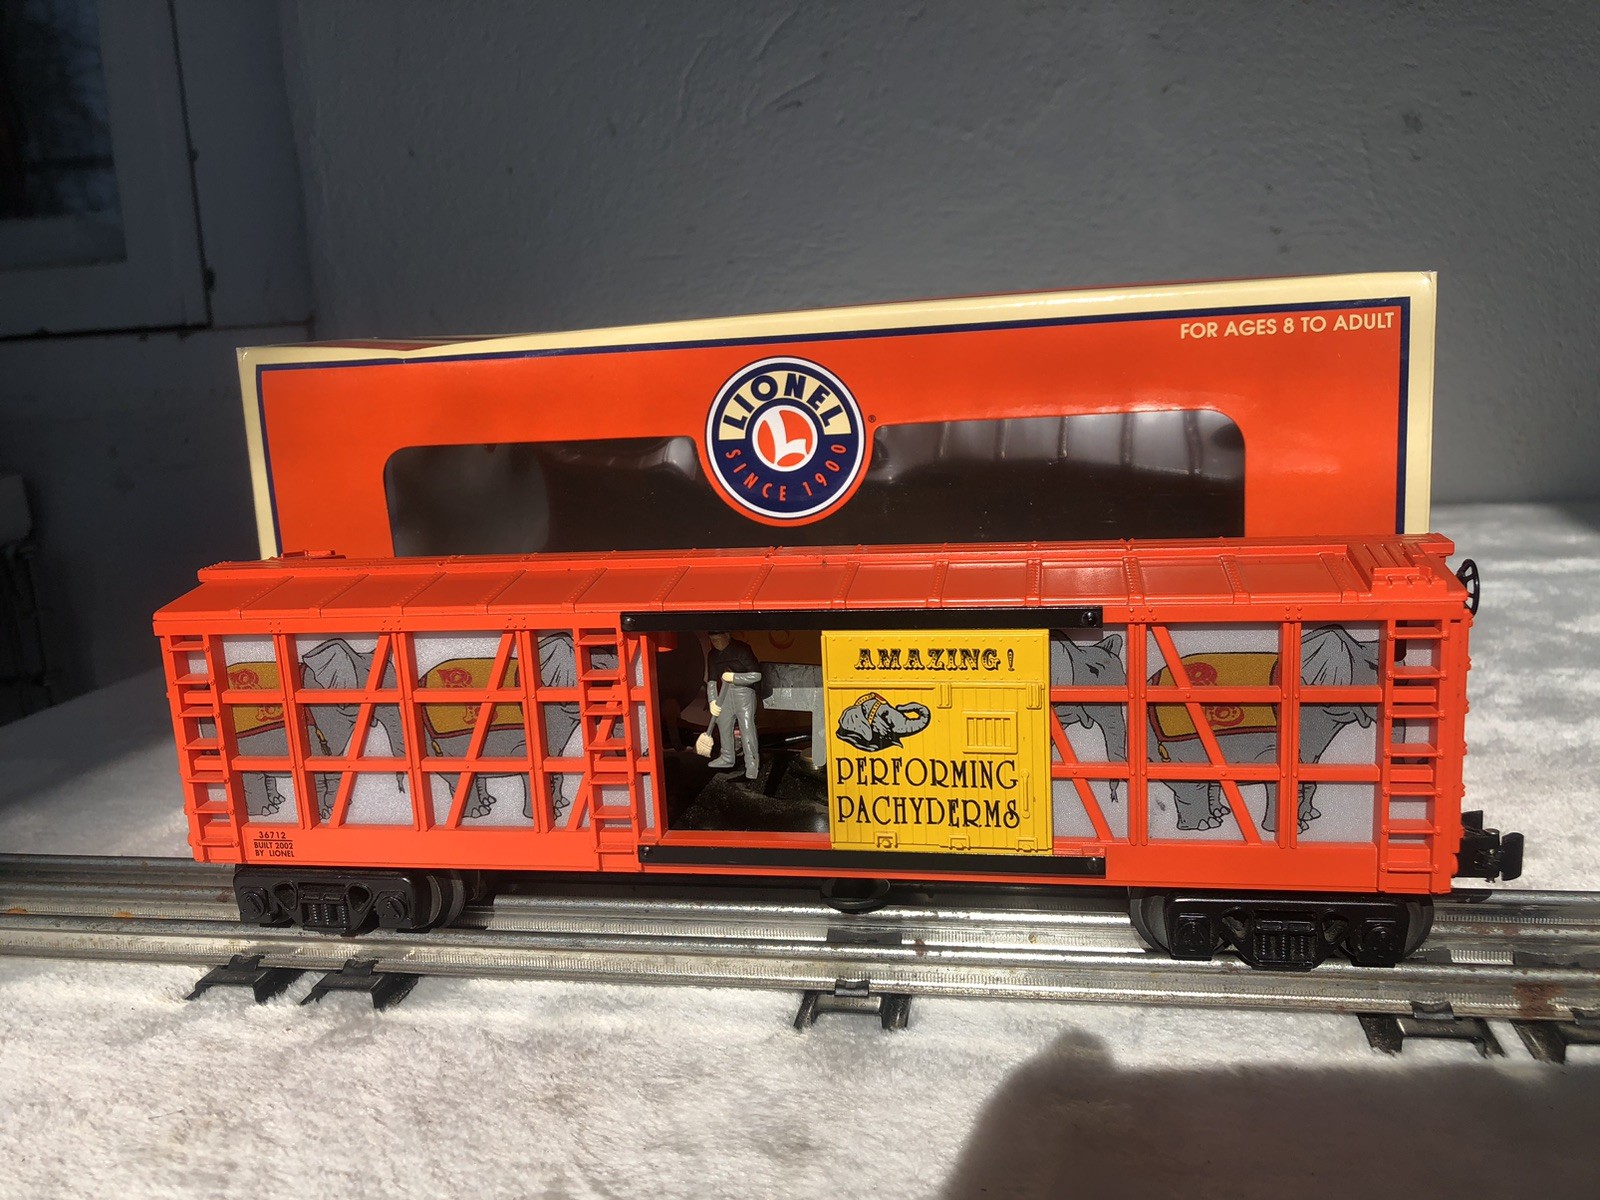 FOR AGES 8 TO ADULT
LIONEL
L
SINCE 1900
®
AMAZING!
PERFORMING
PACHYDERMS
36712
BUILT 2002
BY LIONEL